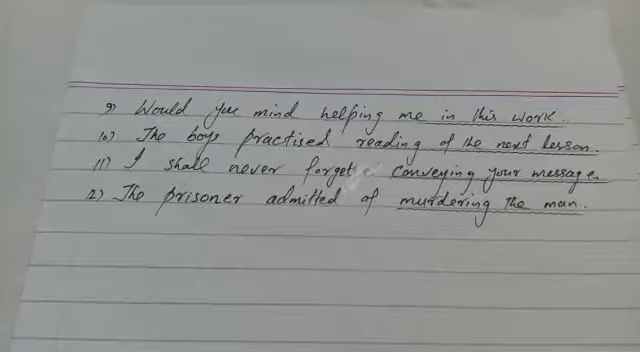 9) Would you mind helping me in this work.
10) The boys practised reading of the next lesson.
11) I shall never forget conveying your message.
12) The prisoner admitted of murdering the man.